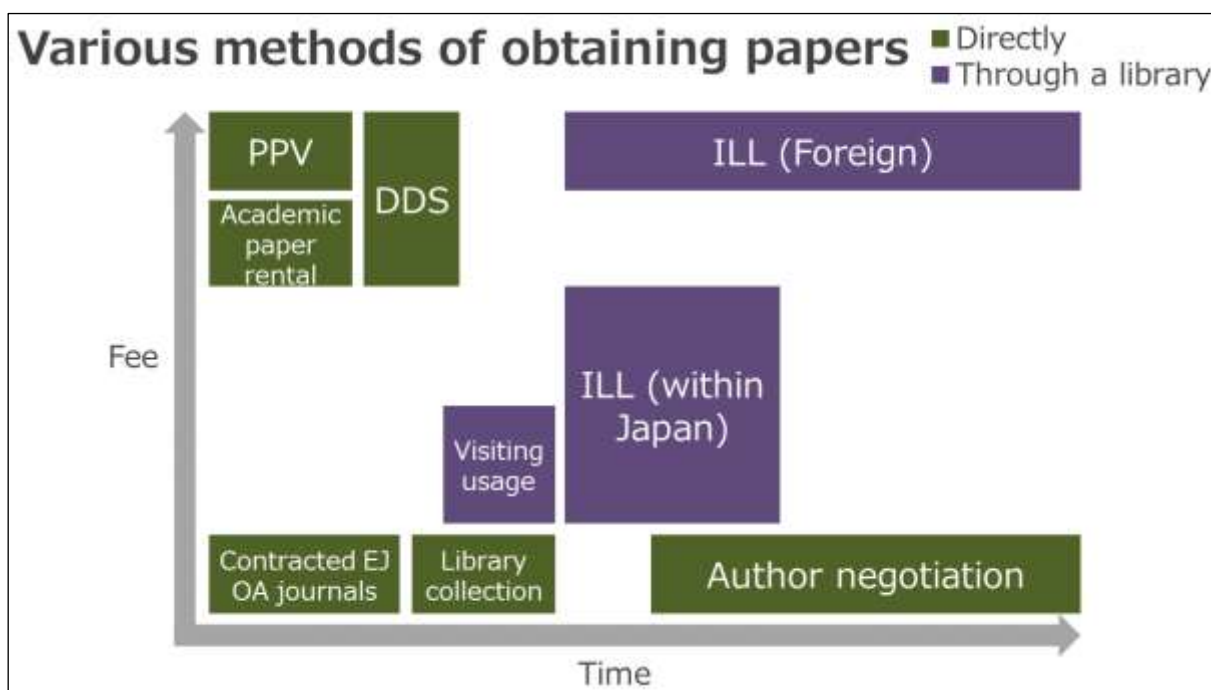 Various methods of obtaining papers
Directly
Through a library
PPV
DDS
ILL (Foreign)
Academic
paper
rental
Fee
ILL (within
Japan)
Visiting
usage
Contracted EJ
OA journals
Library
collection
Author negotiation
Time